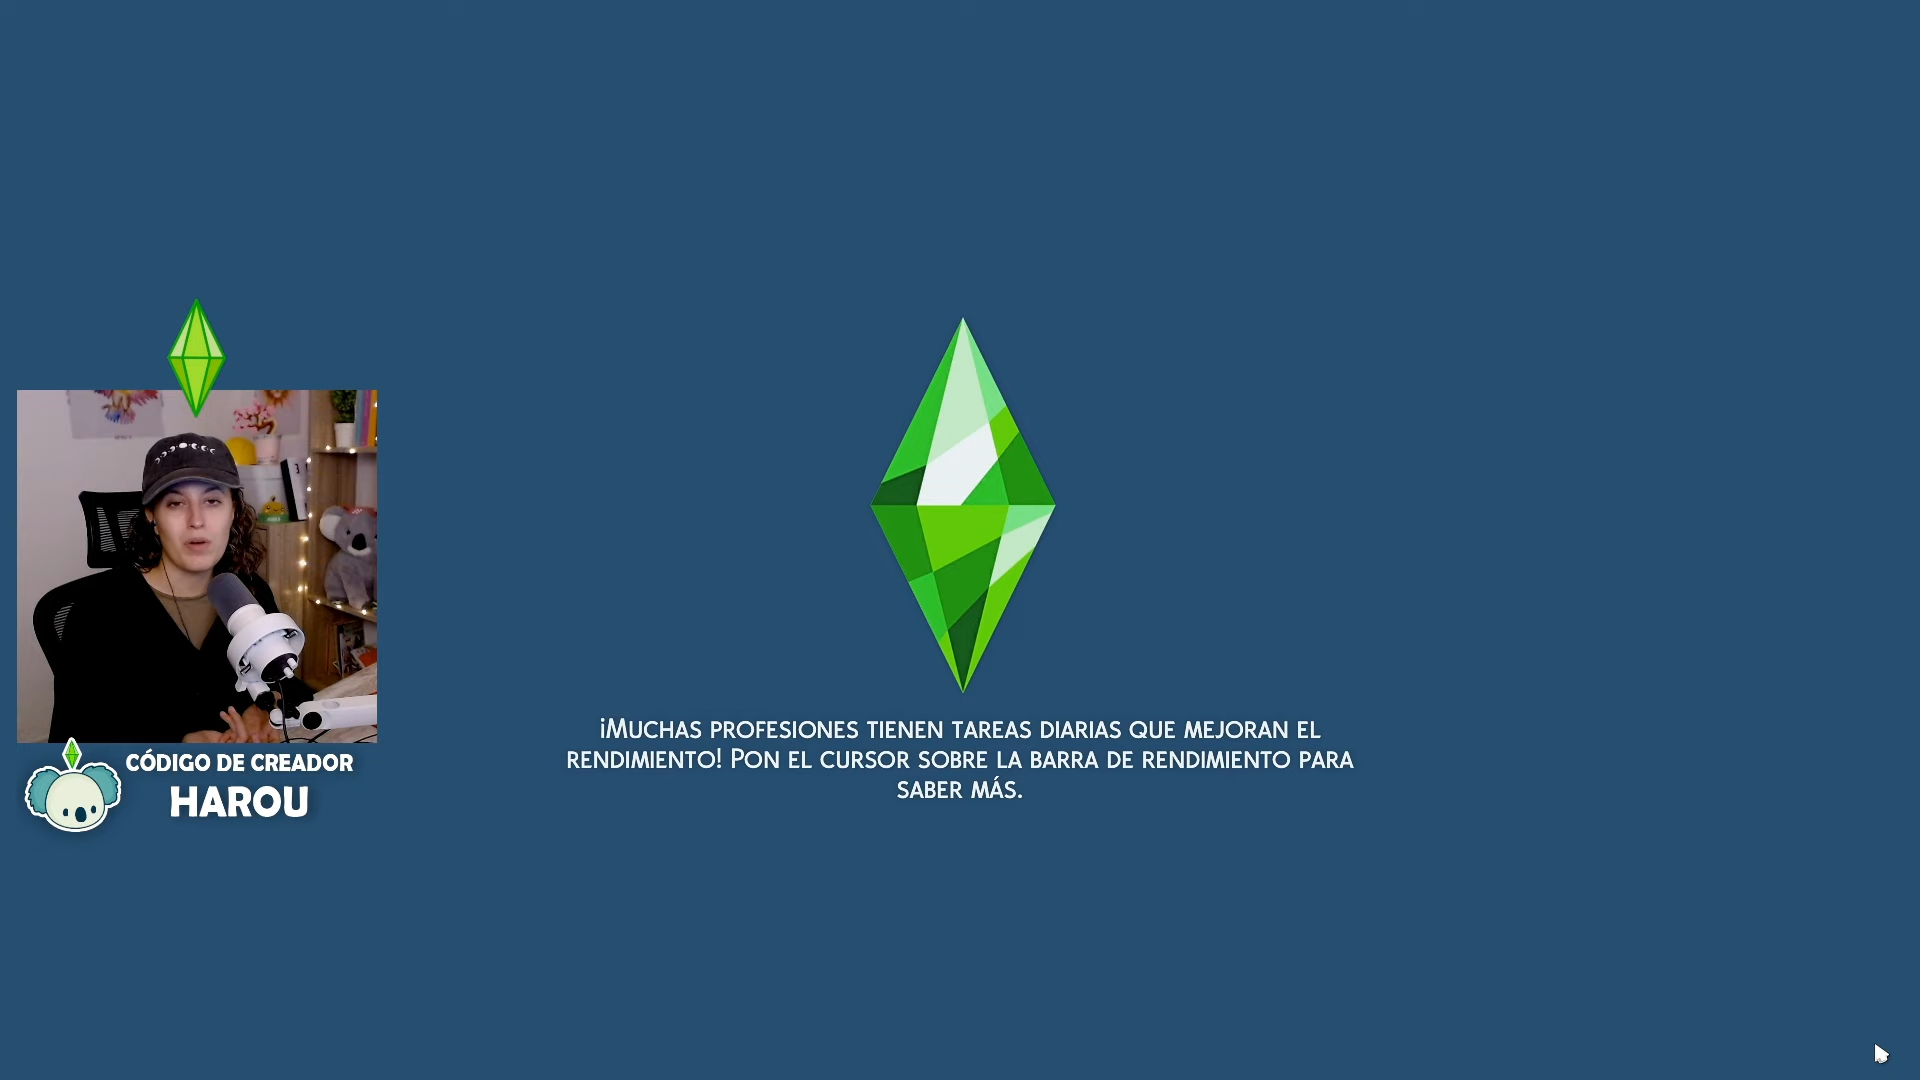 ¡MUCHAS PROFESIONES TIENEN TAREAS DIARIAS QUE MEJORAN EL
RENDIMIENTO! PON EL CURSOR SOBRE LA BARRA DE RENDIMIENTO PARA
SABER MÁS.
CÓDIGO DE CREADOR
HAROU